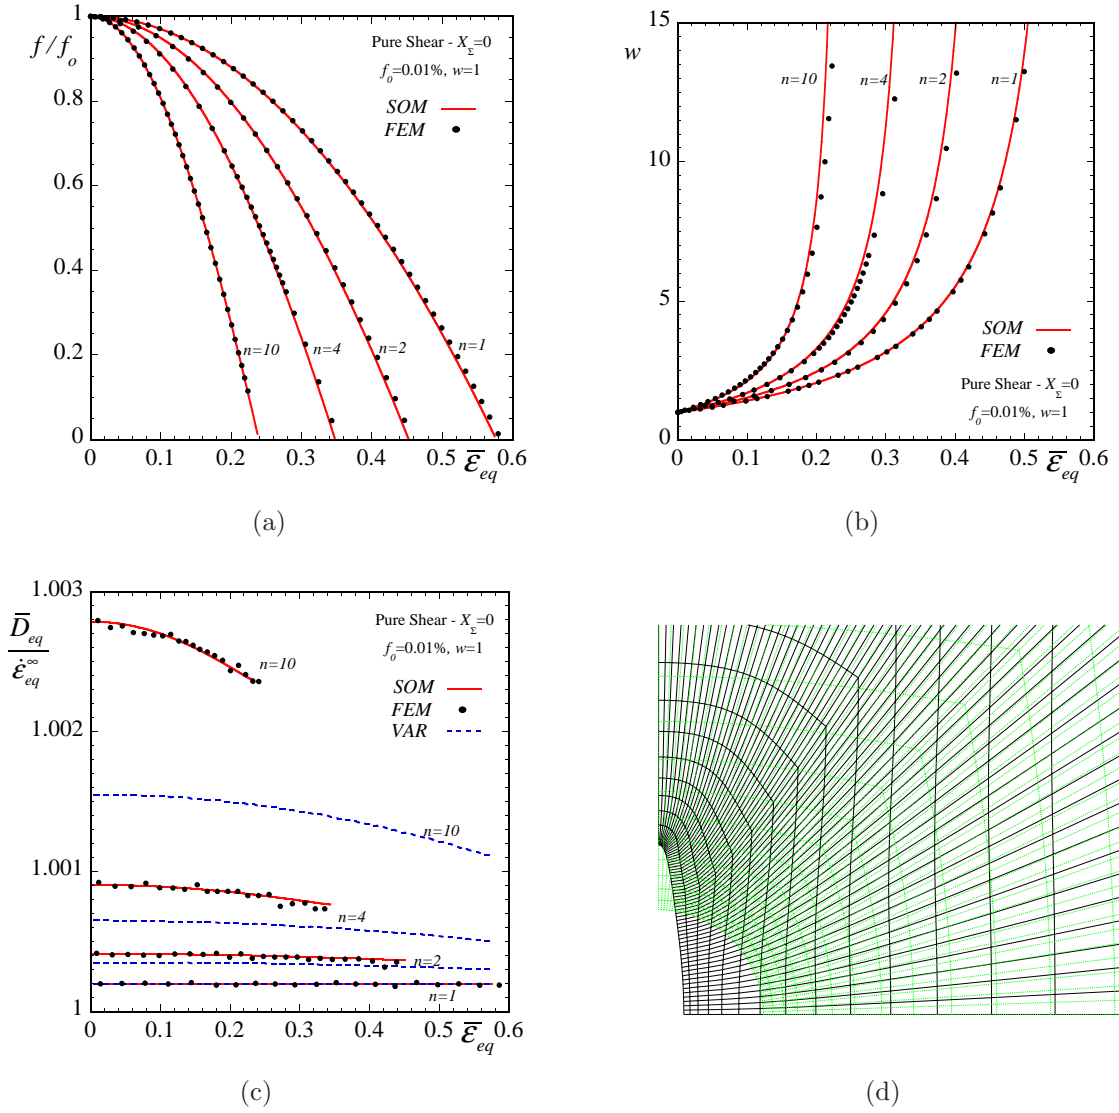 1
0.8
0.6
0.4
0.2
0
f/f_o
Pure Shear - X_Σ=0
f_0=0.01%, w=1
SOM
FEM
n=10
n=4
n=2
n=1
0 0.1 0.2 0.3 0.4 0.5 0.6
ε̅_eq
(a)
15
10
5
0
w
n=10
n=4
n=2
n=1
SOM
FEM
Pure Shear - X_Σ=0
f_0=0.01%, w=1
0 0.1 0.2 0.3 0.4 0.5 0.6
ε̅_eq
(b)
1.003
1.002
1.001
1
D̅_eq
ε̇^∞_eq
Pure Shear - X_Σ=0
f_0=0.01%, w=1
n=10
SOM
FEM
VAR
n=10
n=4
n=2
n=1
0 0.1 0.2 0.3 0.4 0.5 0.6
ε̅_eq
(c)
(d)